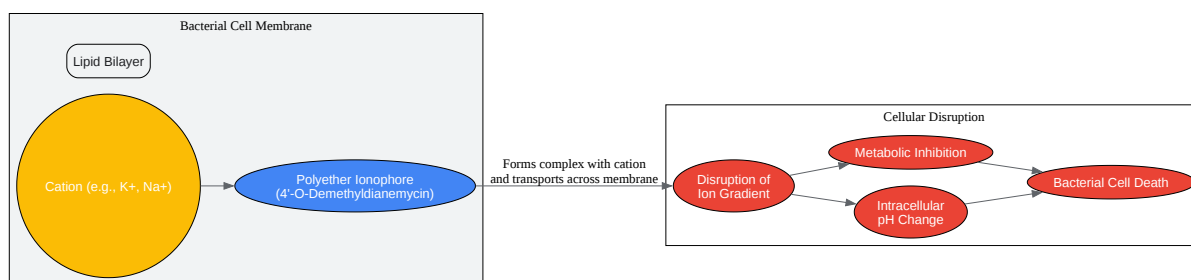 Bacterial Cell Membrane
Lipid Bilayer
Cation (e.g., K+, Na+)
Polyether Ionophore
(4'-O-Demethyldianemycin)
Forms complex with cation
and transports across membrane
Cellular Disruption
Disruption of
Ion Gradient
Metabolic Inhibition
Intracellular
pH Change
Bacterial Cell Death